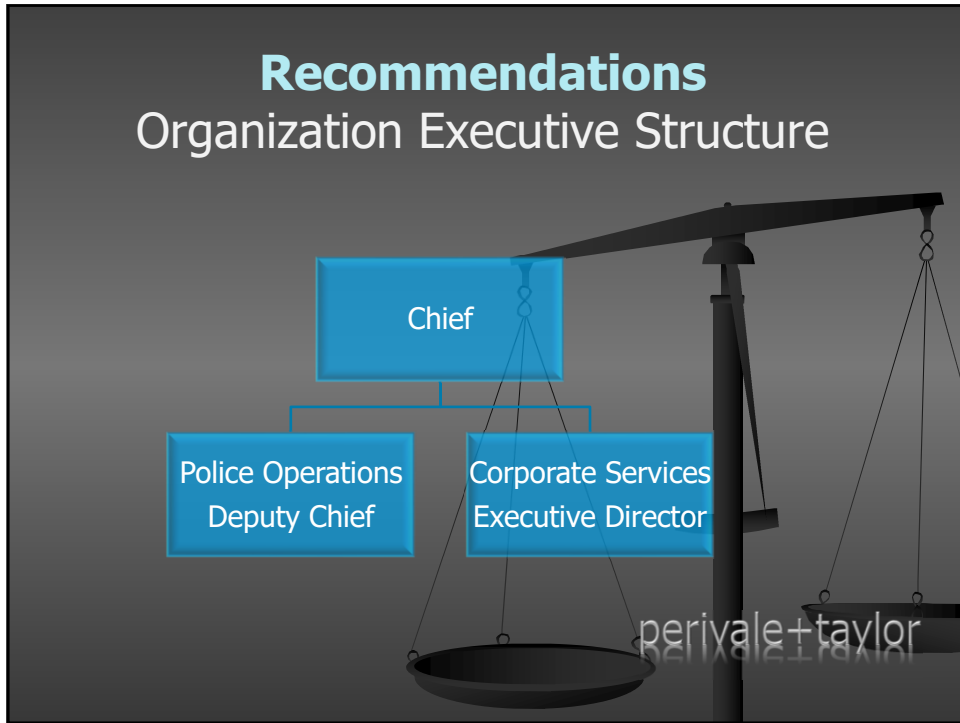 Recommendations
Organization Executive Structure
Chief
Police Operations
Deputy Chief
Corporate Services
Executive Director
perivale+taylor